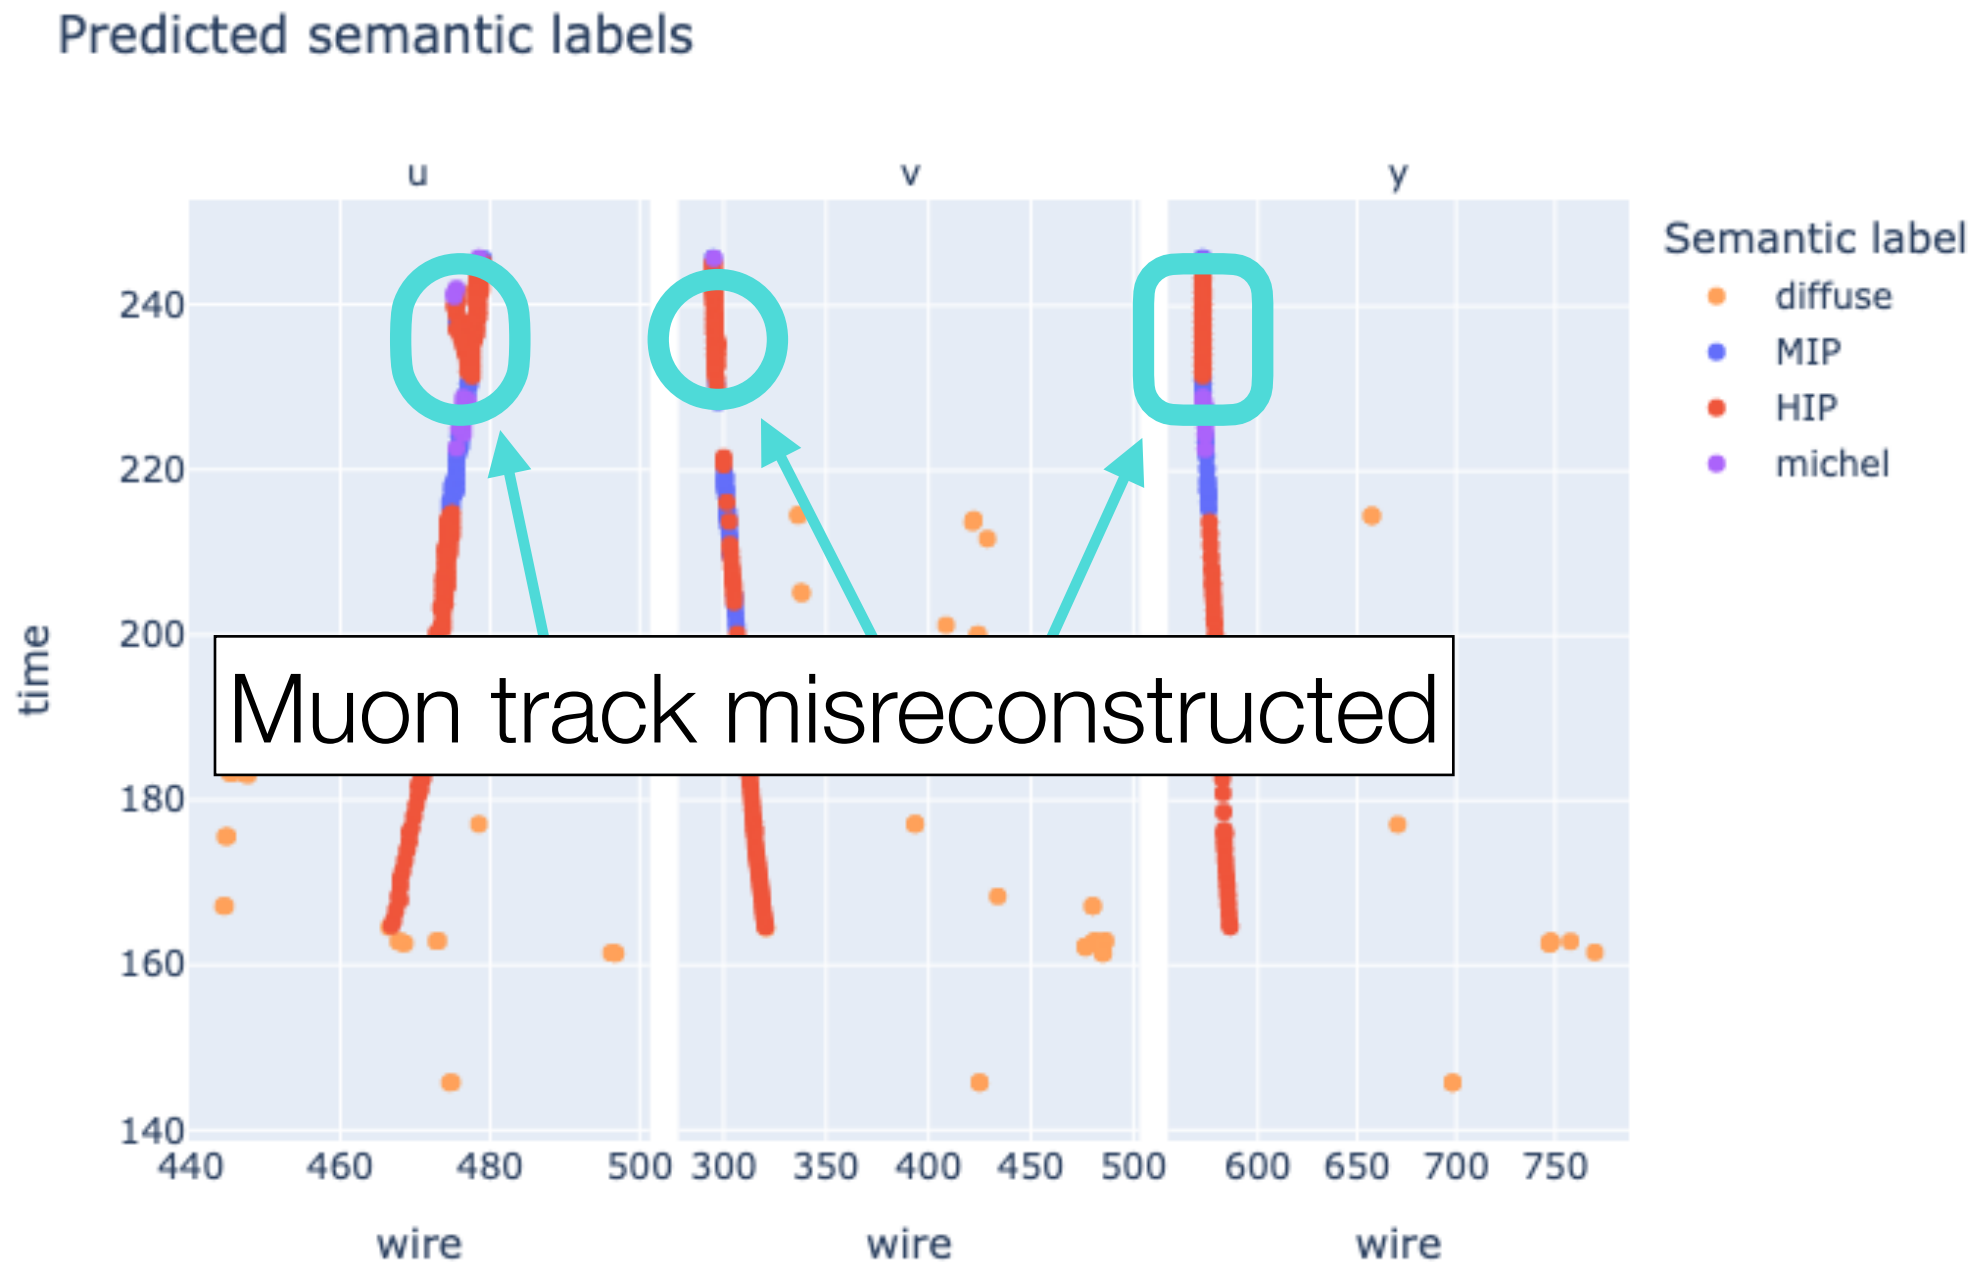 Predicted semantic labels
u
v
y
Semantic label
diffuse
MIP
HIP
michel
240
220
200
180
160
140
time
Muon track misreconstructed
440
460
480
500
300
350
400
450
500
600
650
700
750
wire
wire
wire